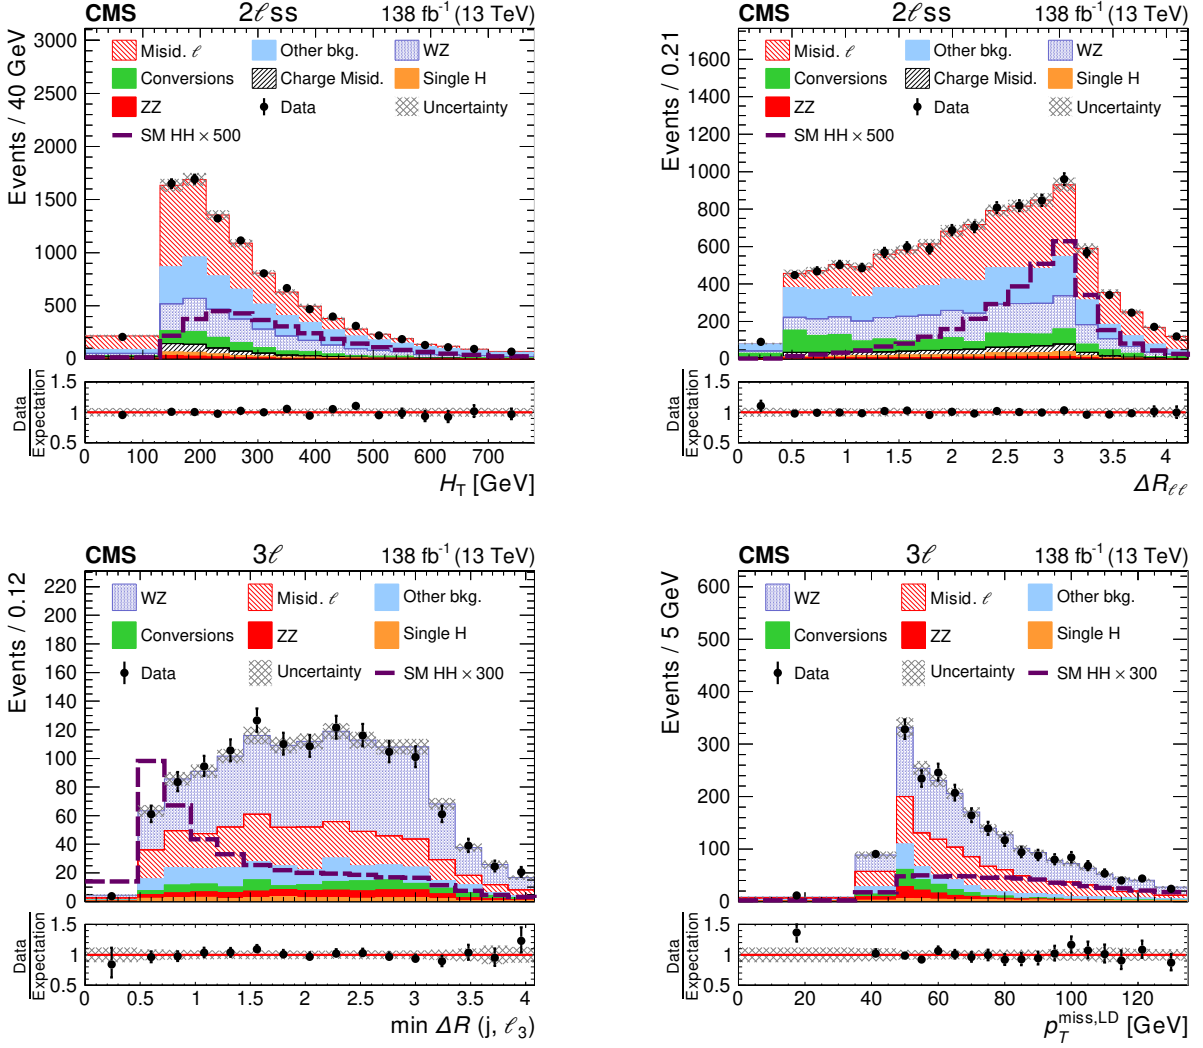 CMS 2ℓss 138 fb⁻¹ (13 TeV)
Events / 40 GeV
3000
2500
2000
1500
1000
500
0
Misid. ℓ Other bkg. WZ
Conversions Charge Misid. Single H
ZZ Data Uncertainty
SM HH × 500
Data
Expectation
1.5
1
0.5
0 100 200 300 400 500 600 700
H_T [GeV]
CMS 2ℓss 138 fb⁻¹ (13 TeV)
Events / 0.21
1600
1400
1200
1000
800
600
400
200
0
Misid. ℓ Other bkg. WZ
Conversions Charge Misid. Single H
ZZ Data Uncertainty
SM HH × 500
Data
Expectation
1.5
1
0.5
0 0.5 1 1.5 2 2.5 3 3.5 4
ΔR_ℓℓ
CMS 3ℓ 138 fb⁻¹ (13 TeV)
Events / 0.12
220
200
180
160
140
120
100
80
60
40
20
0
WZ Misid. ℓ Other bkg.
Conversions ZZ Single H
Data Uncertainty SM HH × 300
Data
Expectation
1.5
1
0.5
0 0.5 1 1.5 2 2.5 3 3.5 4
min ΔR (j, ℓ₃)
CMS 3ℓ 138 fb⁻¹ (13 TeV)
Events / 5 GeV
600
500
400
300
200
100
0
WZ Misid. ℓ Other bkg.
Conversions ZZ Single H
Data Uncertainty SM HH × 300
Data
Expectation
1.5
1
0.5
0 20 40 60 80 100 120
p_T^miss,LD [GeV]